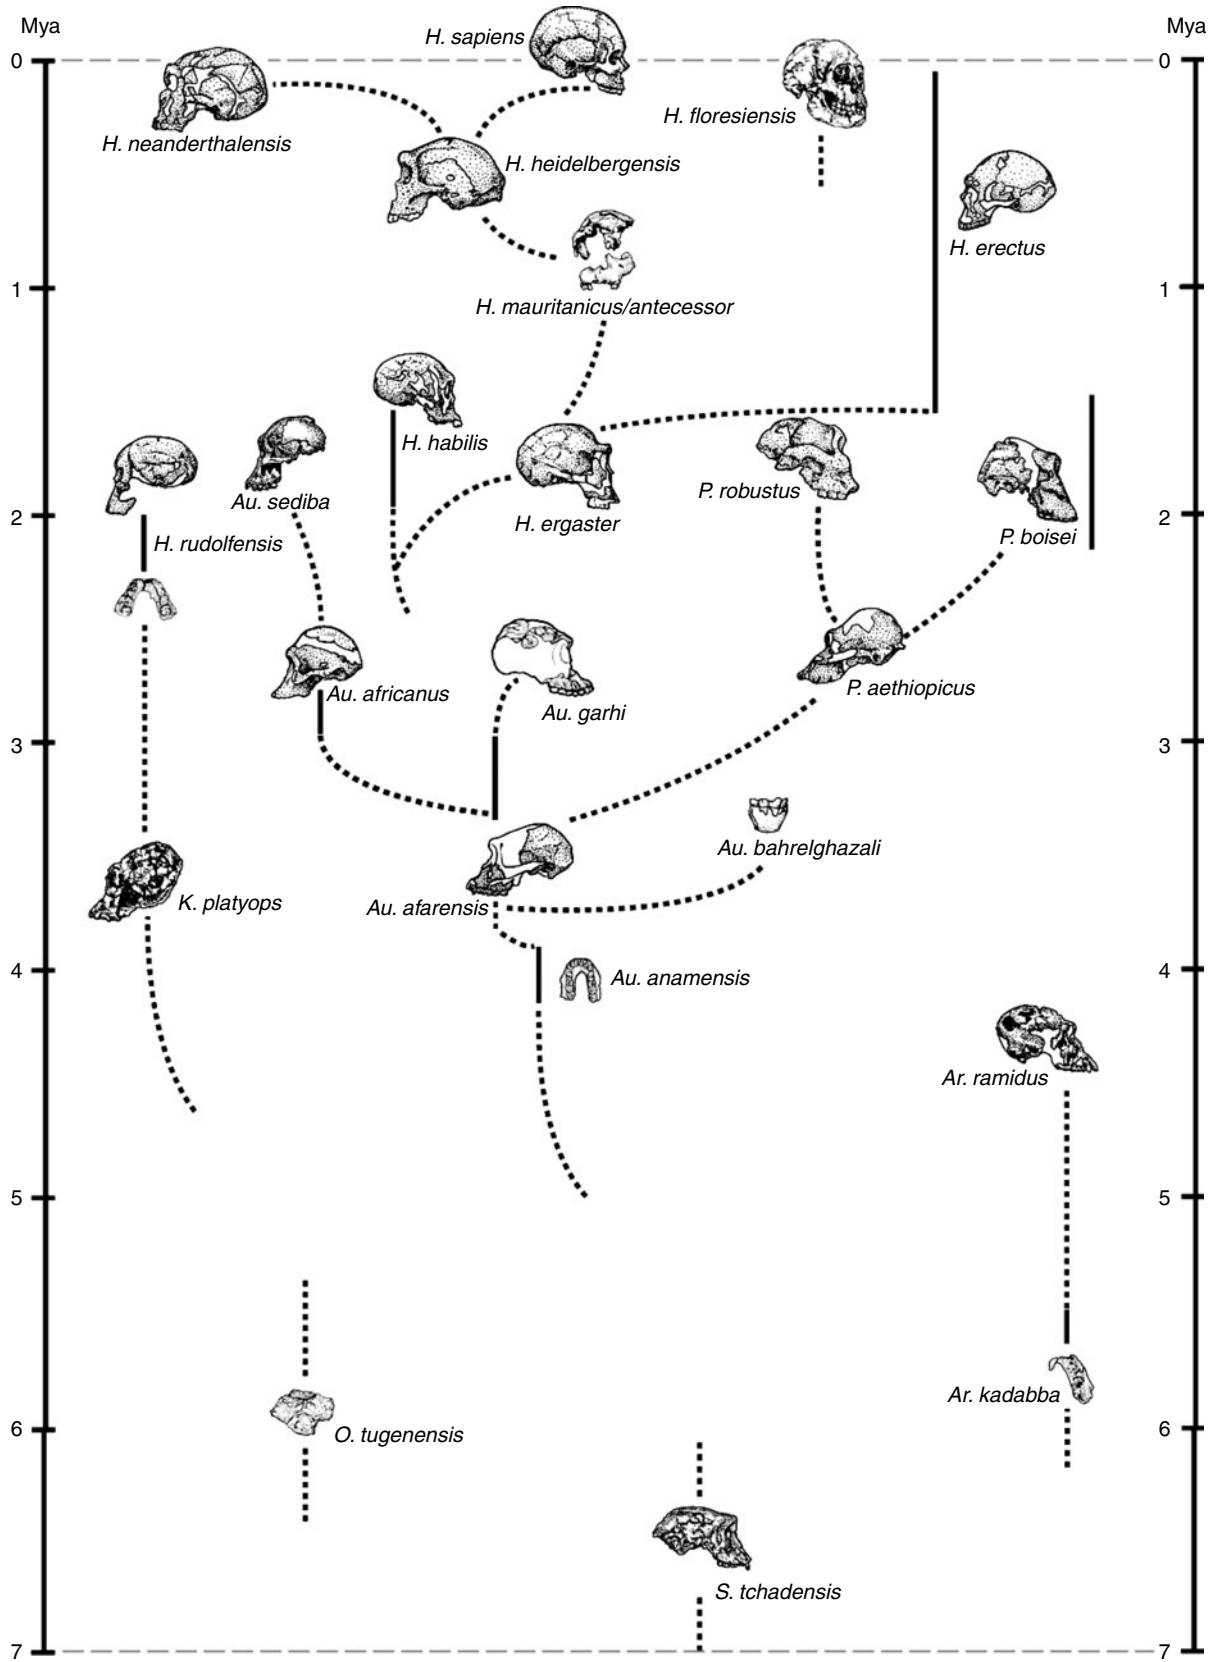 Mya
Mya
0
0
H. sapiens
H. neanderthalensis
H. floresiensis
H. heidelbergensis
H. erectus
1
1
H. mauritanicus/antecessor
H. habilis
Au. sediba
P. robustus
2
2
H. ergaster
P. boisei
H. rudolfensis
Au. africanus
P. aethiopicus
Au. garhi
3
3
Au. bahrelghazali
K. platyops
Au. afarensis
4
4
Au. anamensis
Ar. ramidus
5
5
Ar. kadabba
6
6
O. tugenensis
S. tchadensis
7
7